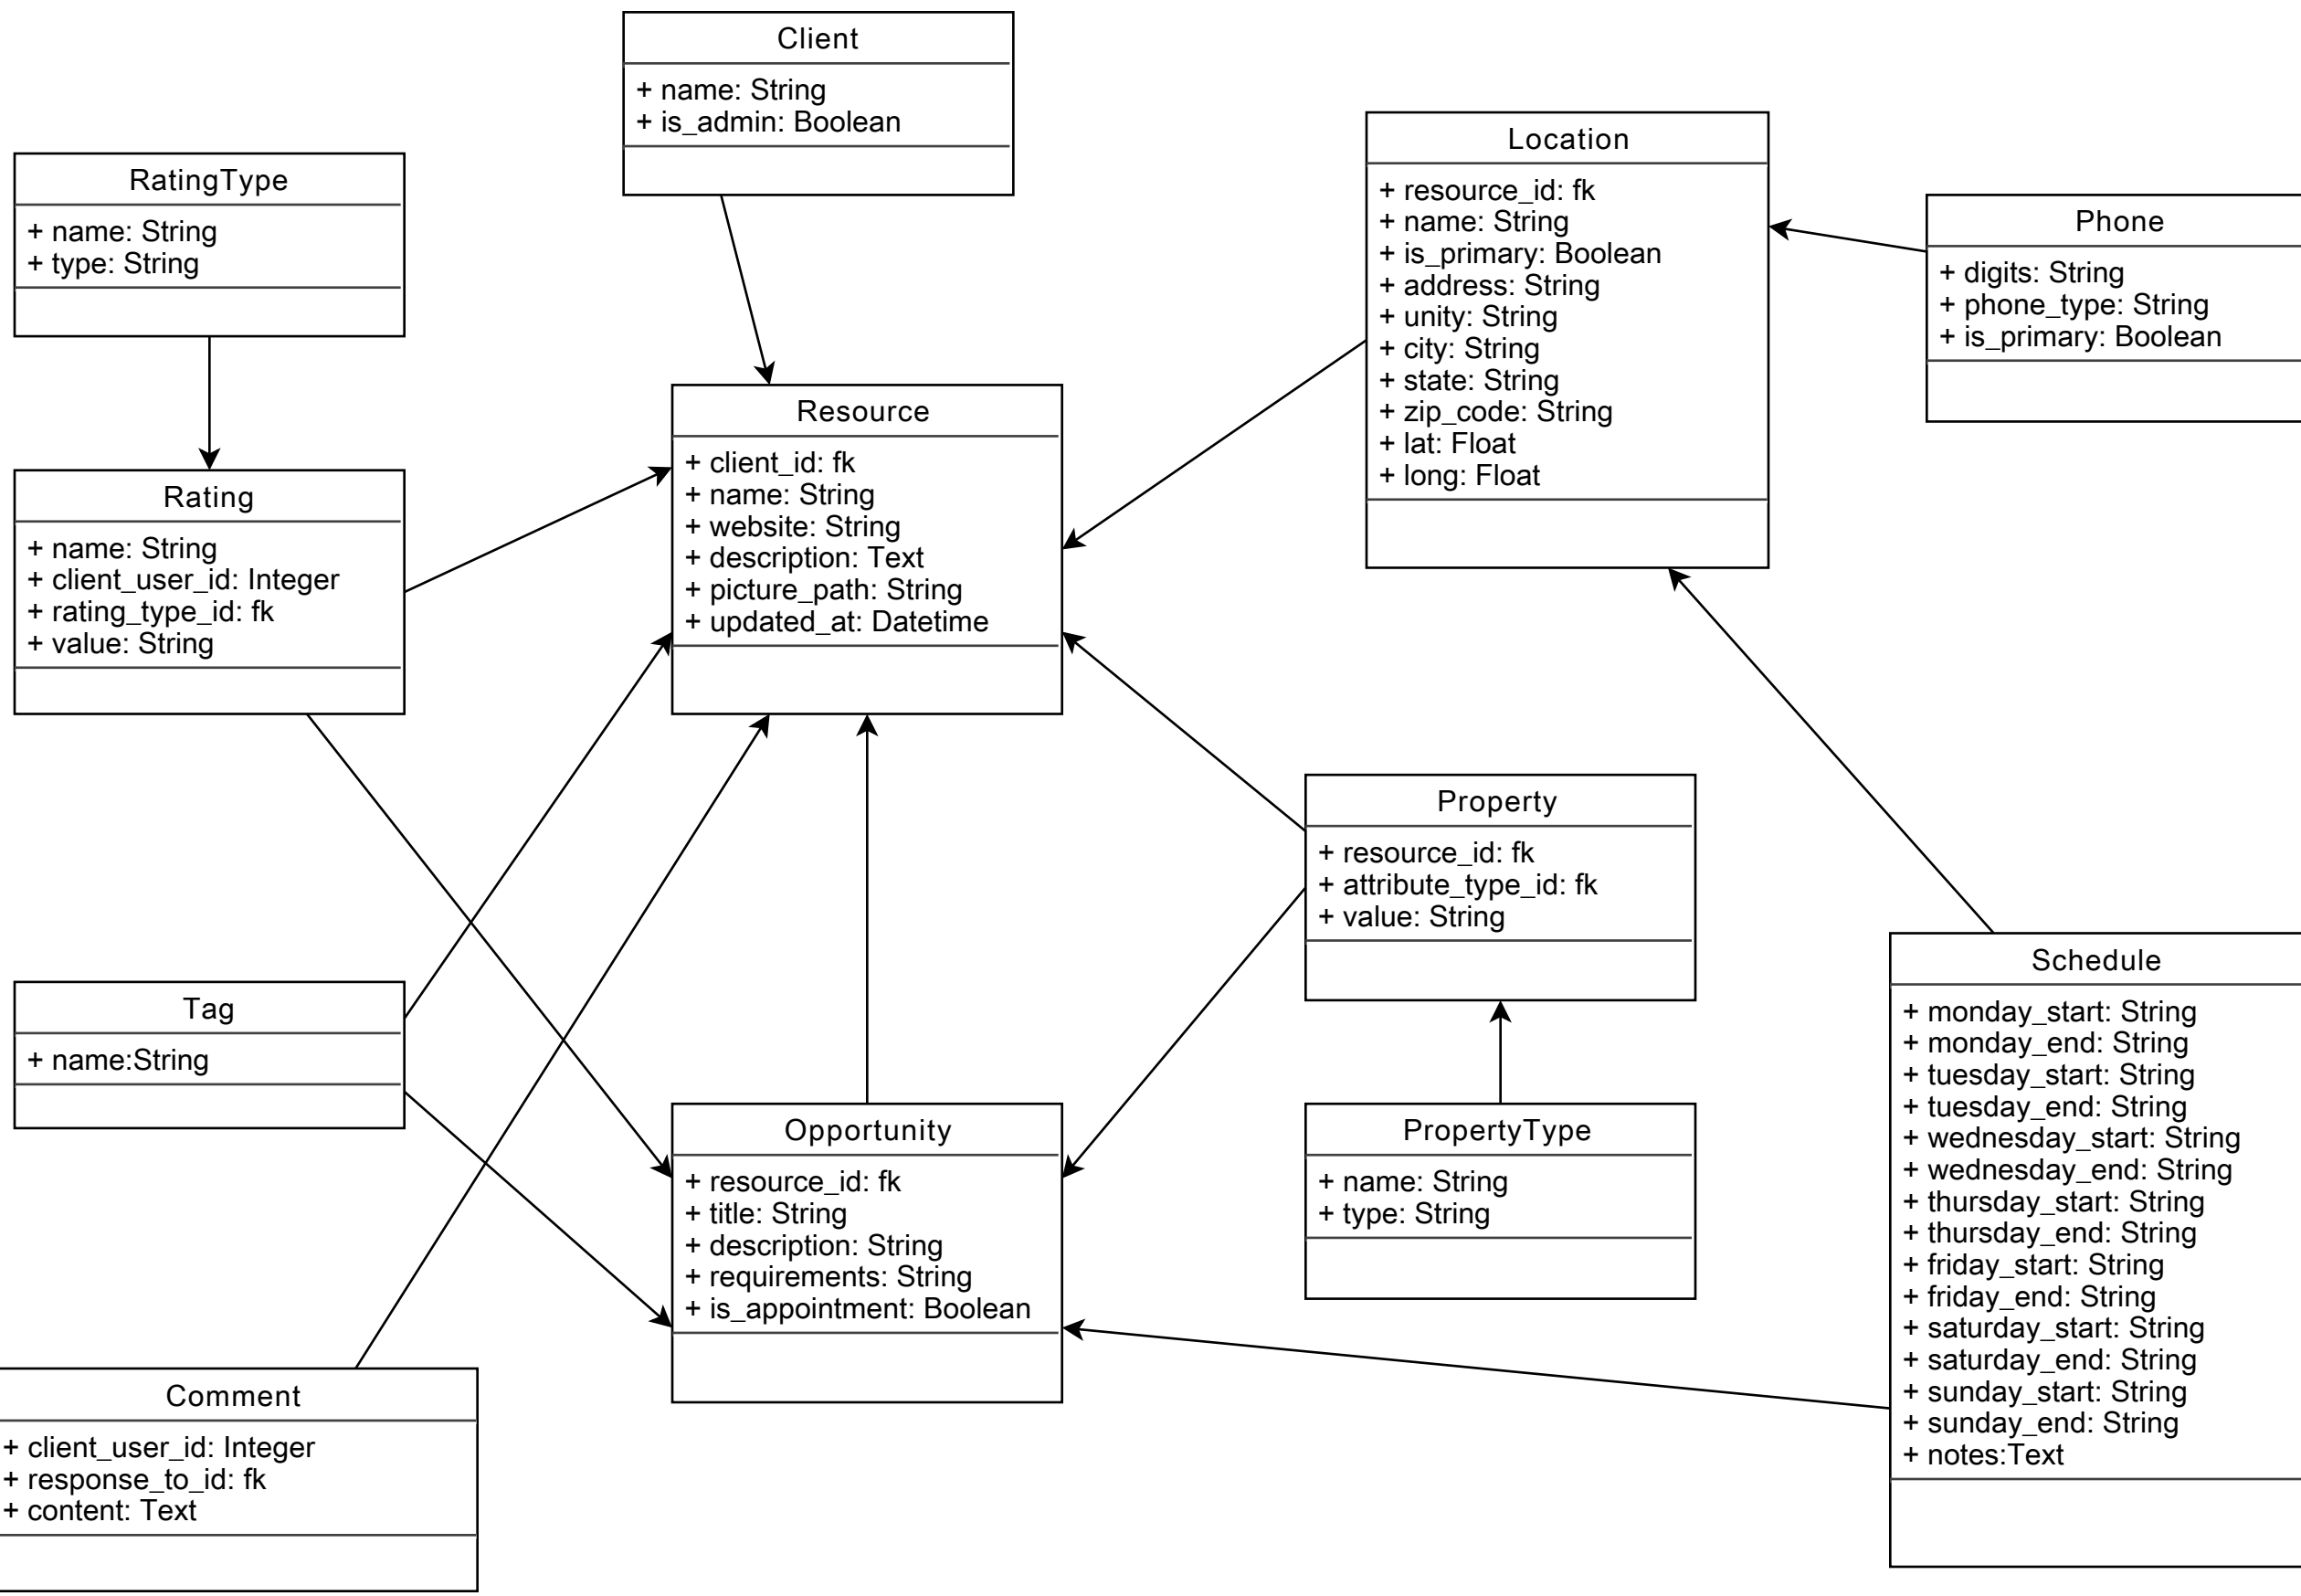 Client
+ name: String
+ is_admin: Boolean
RatingType
+ name: String
+ type: String
Location
+ resource_id: fk
+ name: String
+ is_primary: Boolean
+ address: String
+ unity: String
+ city: String
+ state: String
+ zip_code: String
+ lat: Float
+ long: Float
Phone
+ digits: String
+ phone_type: String
+ is_primary: Boolean
Resource
+ client_id: fk
+ name: String
+ website: String
+ description: Text
+ picture_path: String
+ updated_at: Datetime
Rating
+ name: String
+ client_user_id: Integer
+ rating_type_id: fk
+ value: String
Property
+ resource_id: fk
+ attribute_type_id: fk
+ value: String
Schedule
+ monday_start: String
+ monday_end: String
+ tuesday_start: String
+ tuesday_end: String
+ wednesday_start: String
+ wednesday_end: String
+ thursday_start: String
+ thursday_end: String
+ friday_start: String
+ friday_end: String
+ saturday_start: String
+ saturday_end: String
+ sunday_start: String
+ sunday_end: String
+ notes:Text
Tag
+ name:String
Opportunity
+ resource_id: fk
+ title: String
+ description: String
+ requirements: String
+ is_appointment: Boolean
PropertyType
+ name: String
+ type: String
Comment
+ client_user_id: Integer
+ response_to_id: fk
+ content: Text